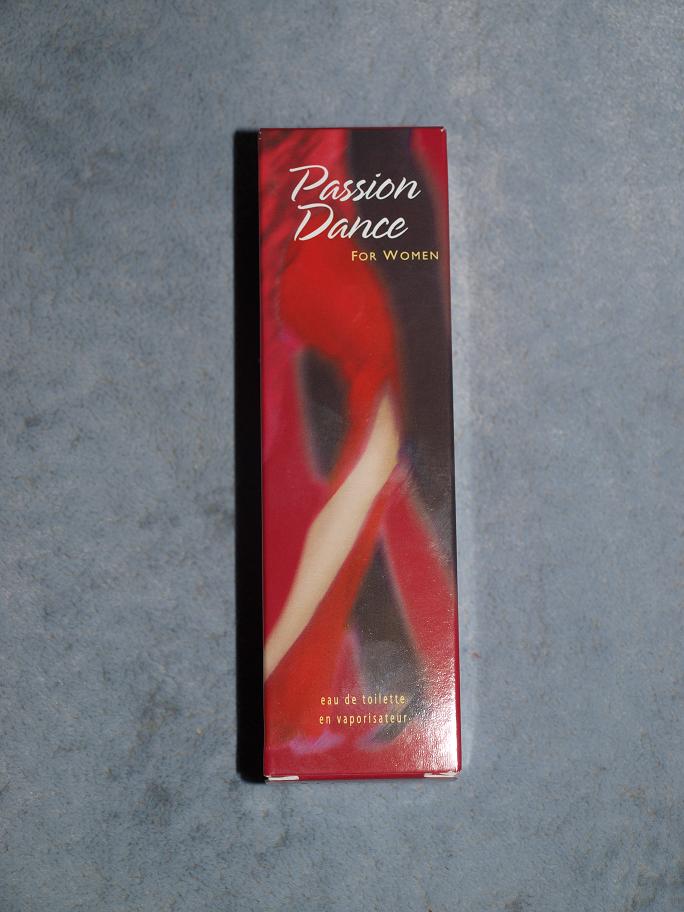 Passion
Dance
FOR WOMEN
eau de toilette
en vaporisateur